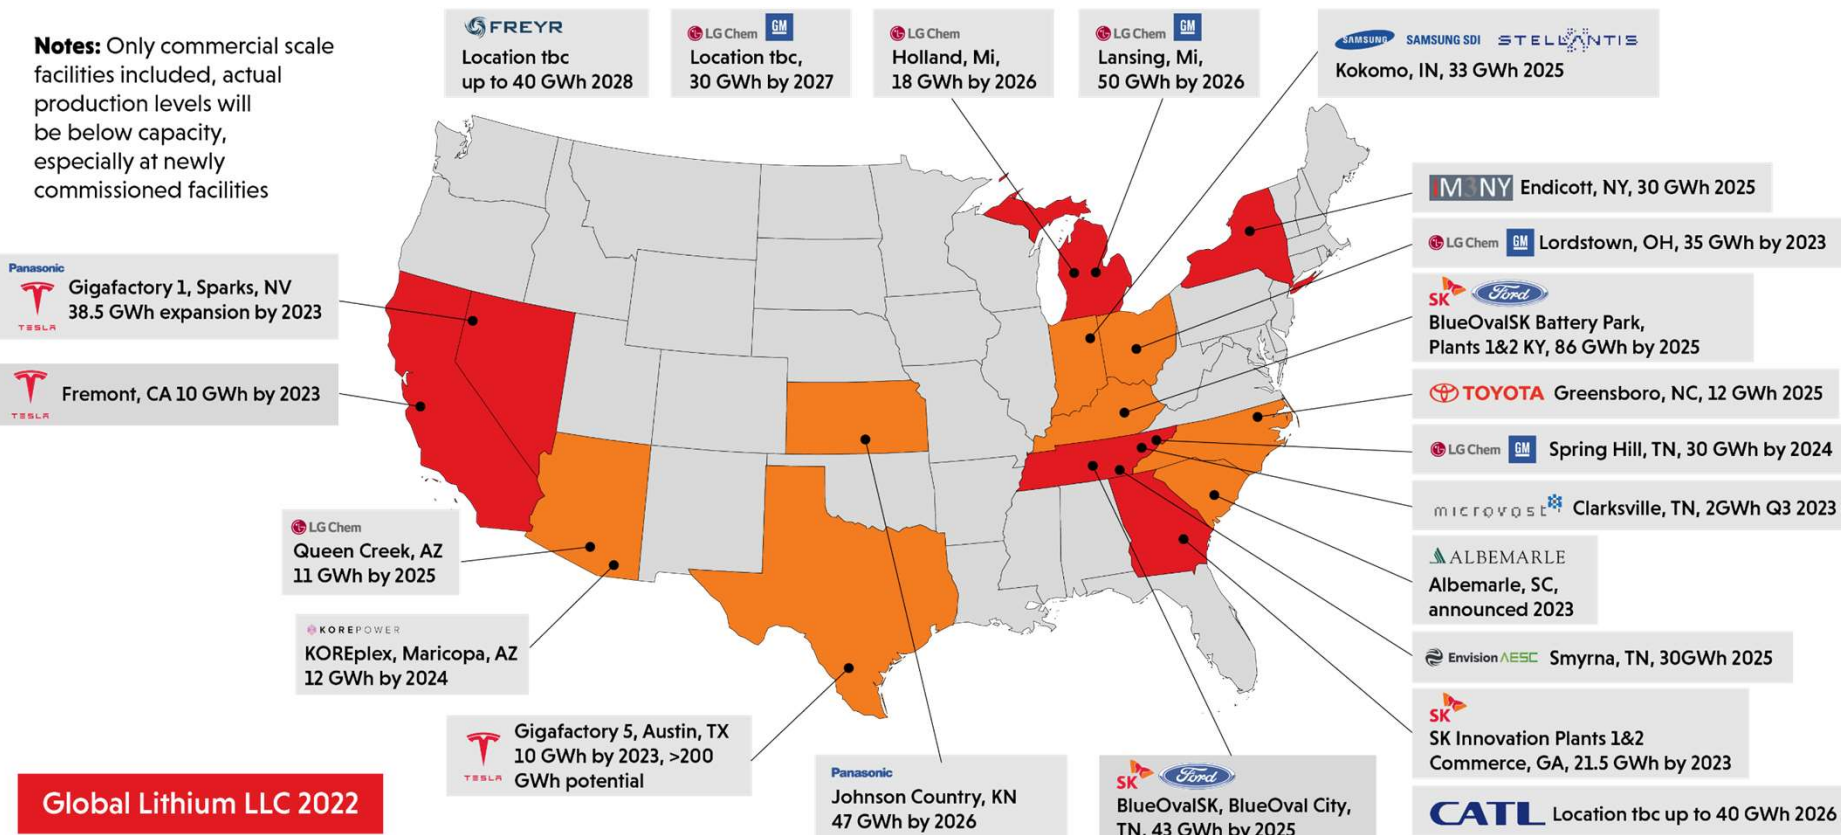 Notes: Only commercial scale
facilities included, actual
production levels will
be below capacity,
especially at newly
commissioned facilities
FREYR
Location tbc
up to 40 GWh 2028
LG Chem GM
Location tbc,
30 GWh by 2027
LG Chem
Holland, Mi,
18 GWh by 2026
LG Chem GM
Lansing, Mi,
50 GWh by 2026
SAMSUNG SAMSUNG SDI STELLANTIS
Kokomo, IN, 33 GWh 2025
iM3NY Endicott, NY, 30 GWh 2025
LG Chem GM Lordstown, OH, 35 GWh by 2023
SK Ford
BlueOvalSK Battery Park,
Plants 1&2 KY, 86 GWh by 2025
TOYOTA Greensboro, NC, 12 GWh 2025
LG Chem GM Spring Hill, TN, 30 GWh by 2024
microvast Clarksville, TN, 2GWh Q3 2023
ALBEMARLE
Albemarle, SC,
announced 2023
Envision AESC Smyrna, TN, 30GWh 2025
SK
SK Innovation Plants 1&2
Commerce, GA, 21.5 GWh by 2023
CATL Location tbc up to 40 GWh 2026
Panasonic
TESLA
Gigafactory 1, Sparks, NV
38.5 GWh expansion by 2023
TESLA
Fremont, CA 10 GWh by 2023
LG Chem
Queen Creek, AZ
11 GWh by 2025
KOREPOWER
KOREplex, Maricopa, AZ
12 GWh by 2024
TESLA
Gigafactory 5, Austin, TX
10 GWh by 2023, >200
GWh potential
Panasonic
Johnson Country, KN
47 GWh by 2026
SK Ford
BlueOvalSK, BlueOval City,
TN, 43 GWh by 2025
Global Lithium LLC 2022